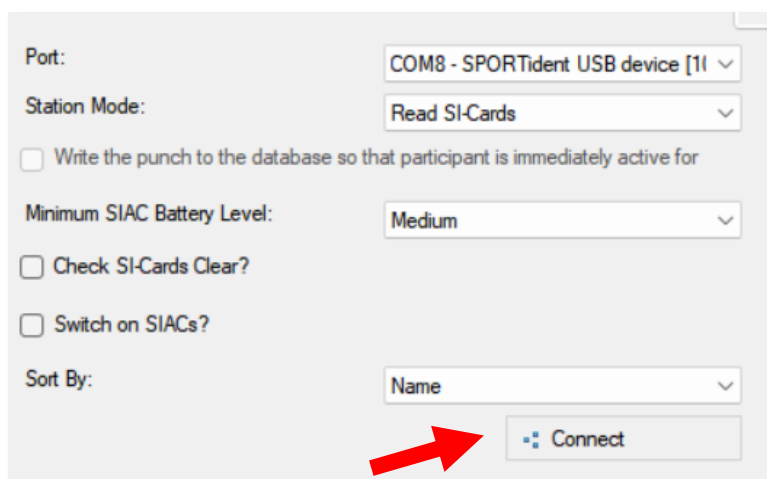 Port:
COM8 - SPORTident USB device [1(
Station Mode:
Read SI-Cards
Write the punch to the database so that participant is immediately active for
Minimum SIAC Battery Level:
Medium
Check SI-Cards Clear?
Switch on SIACs?
Sort By:
Name
Connect